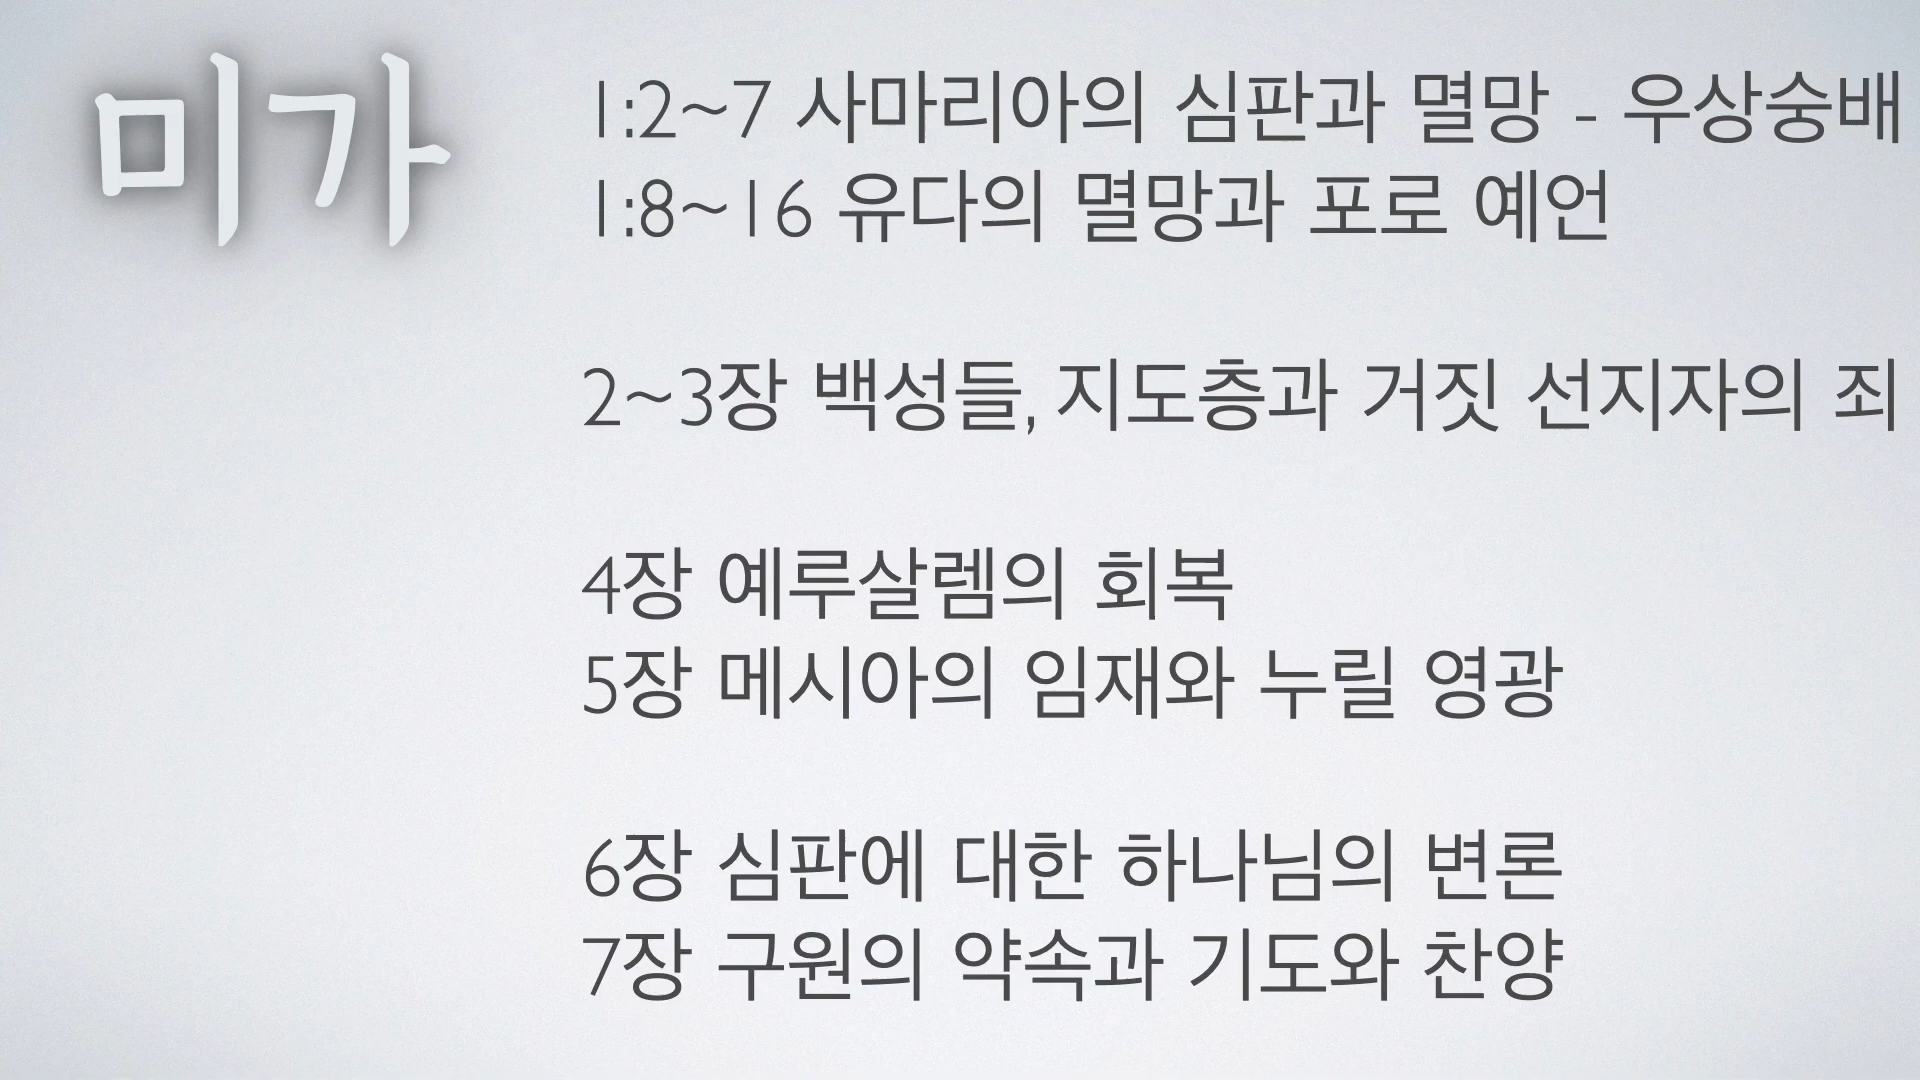 미가
1:2~7 사마리아의 심판과 멸망 - 우상숭배
1:8~16 유다의 멸망과 포로 예언
2~3장 백성들, 지도층과 거짓 선지자의 죄
4장 예루살렘의 회복
5장 메시아의 임재와 누릴 영광
6장 심판에 대한 하나님의 변론
7장 구원의 약속과 기도와 찬양